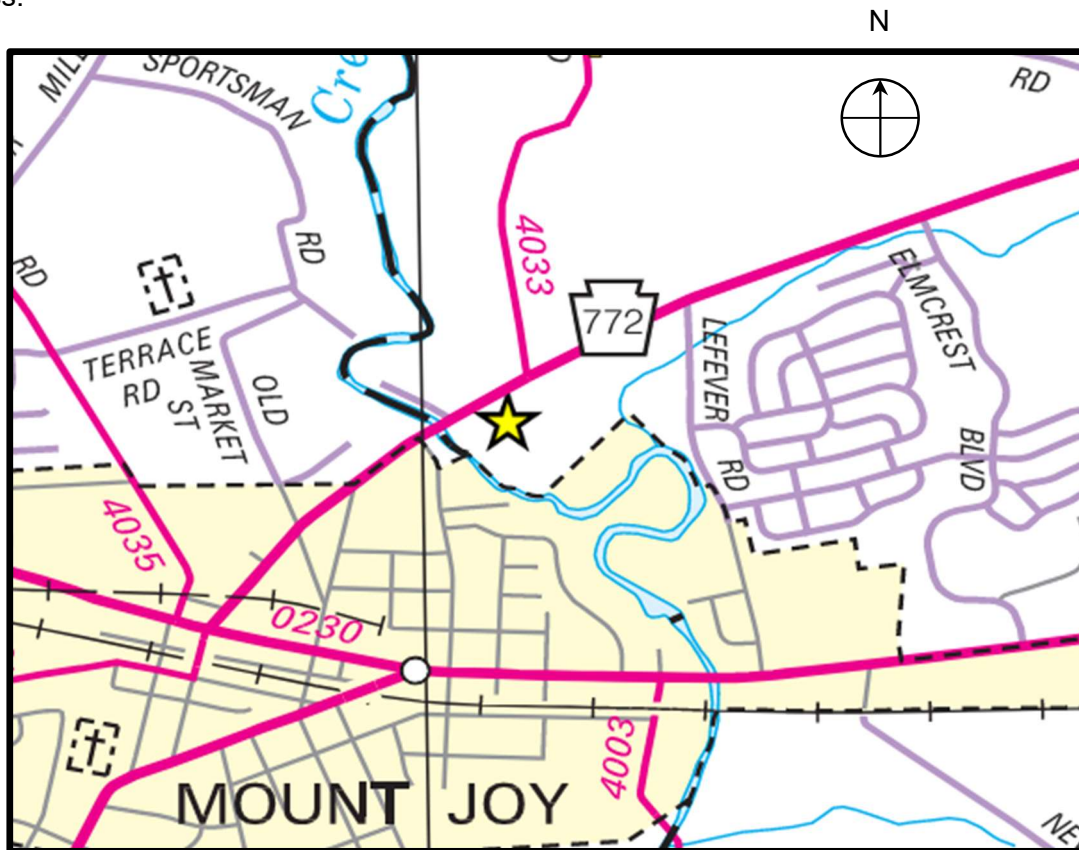 s.
N
MILL
SPORTSMAN
RD
Cre
RD
4033
772
RD
ELMCREST
BLVD
LEFEVER
RD
TERRACE
RD
MARKET
ST
OLD
4035
0230
4003
MOUNT JOY
NE